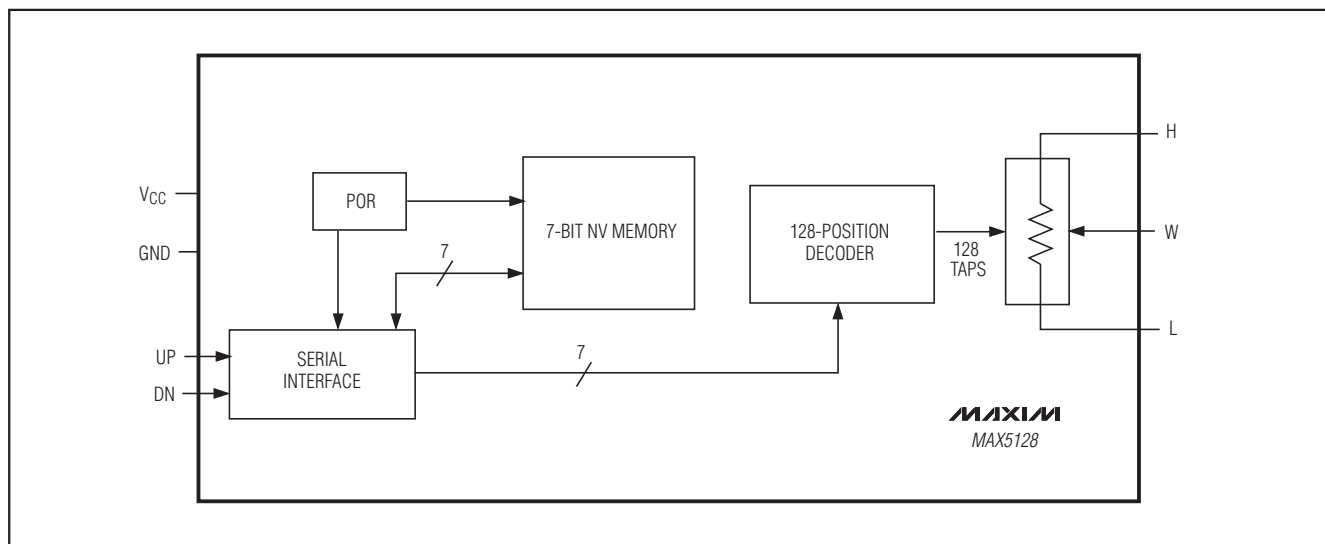 H
VCC
POR
7-BIT NV MEMORY
128-POSITION
DECODER
128
TAPS
W
GND
7
L
UP
DN
SERIAL
INTERFACE
7
MAXIM
MAX5128